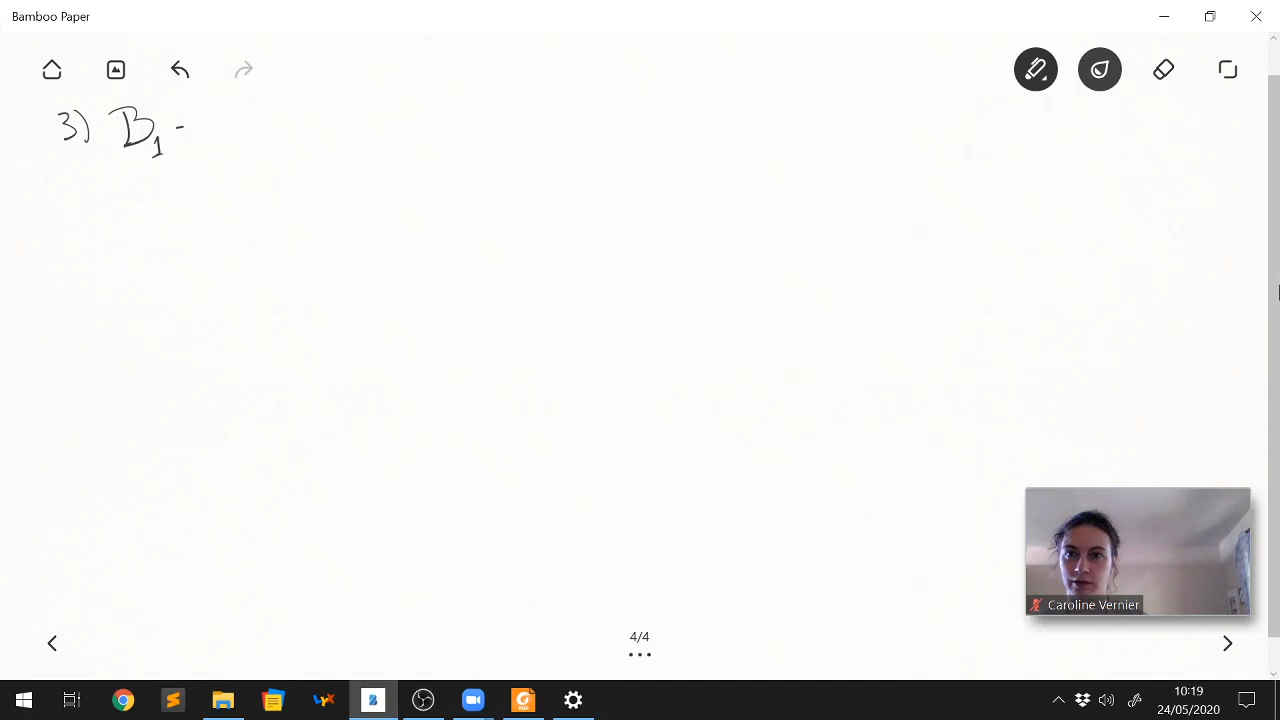 Bamboo Paper
3) B₁ -
Caroline Vernier
4/4
10:19
24/05/2020